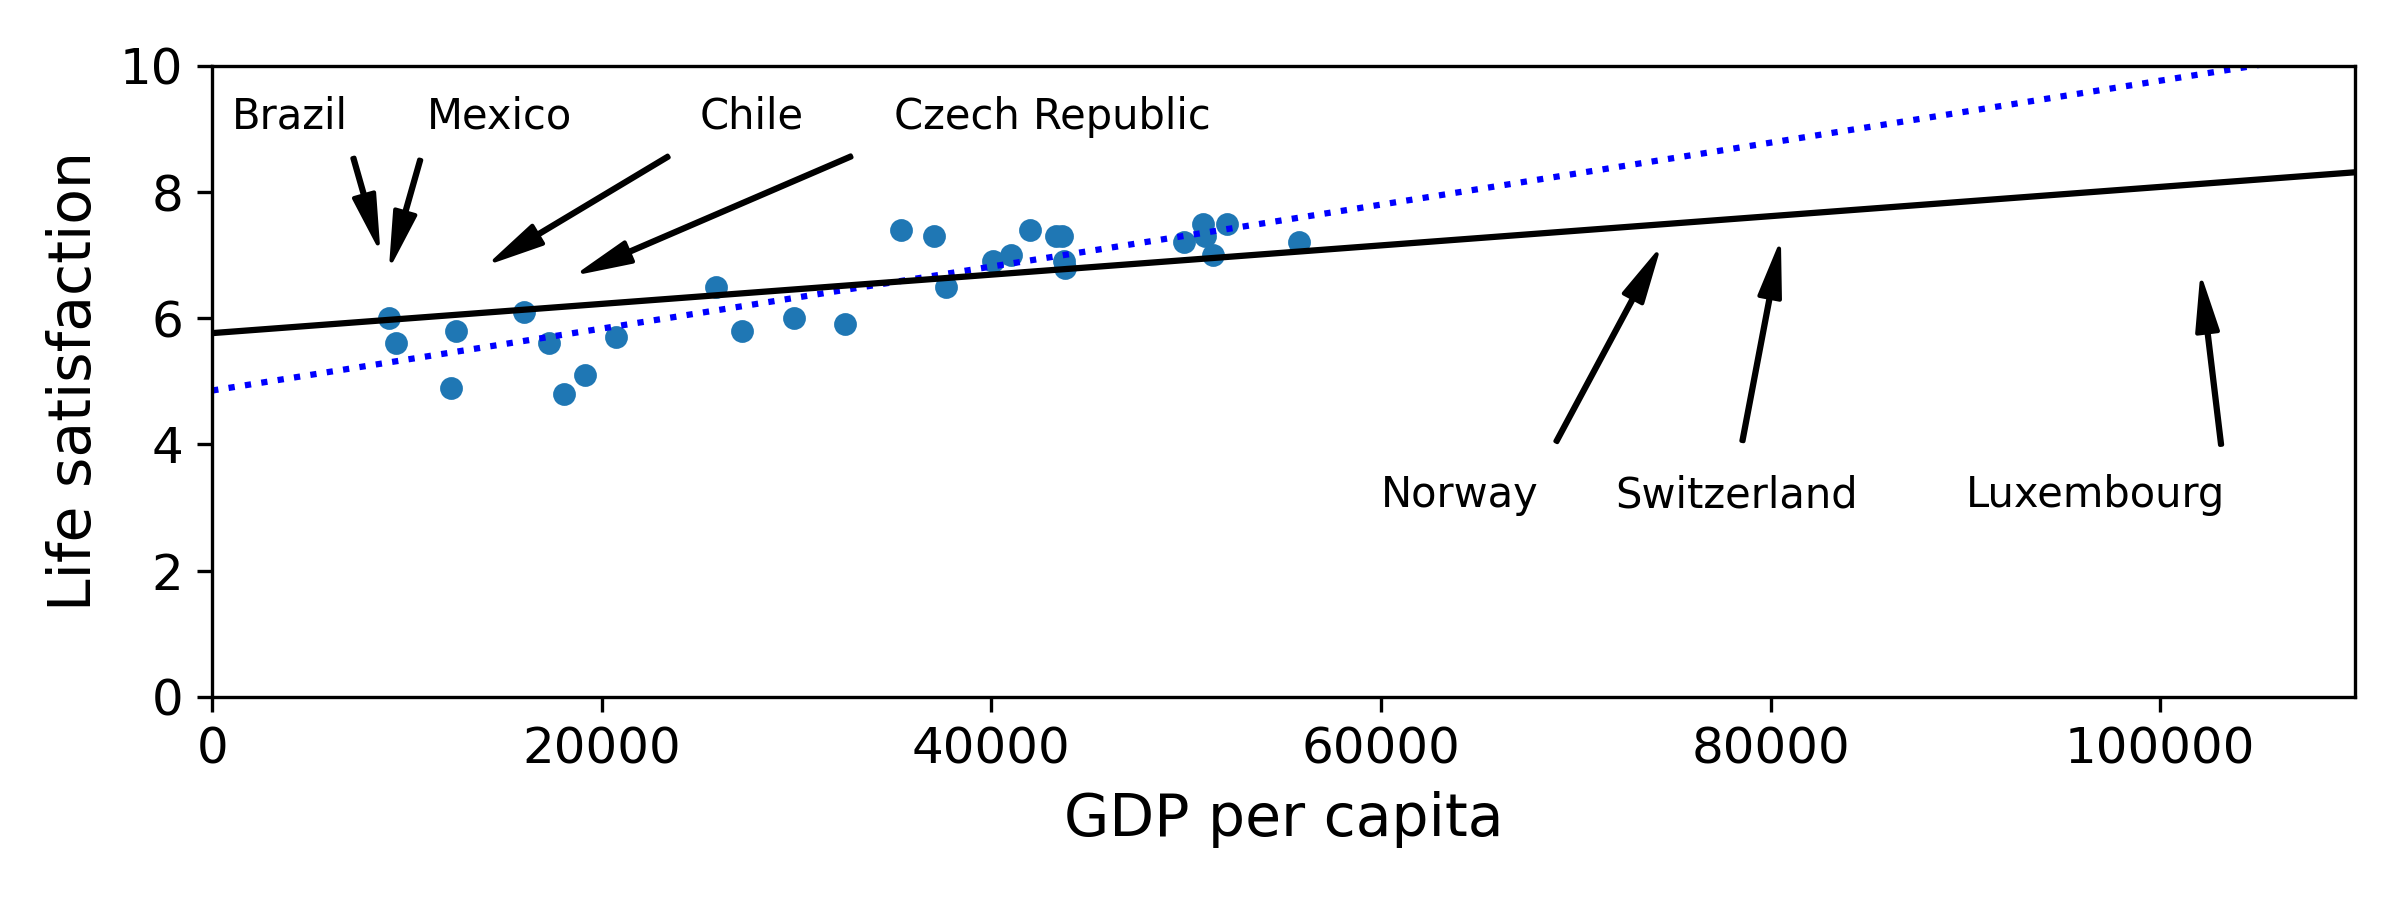 Life satisfaction
10
8
6
4
2
0
Brazil Mexico Chile Czech Republic
Norway Switzerland Luxembourg
0 20000 40000 60000 80000 100000
GDP per capita